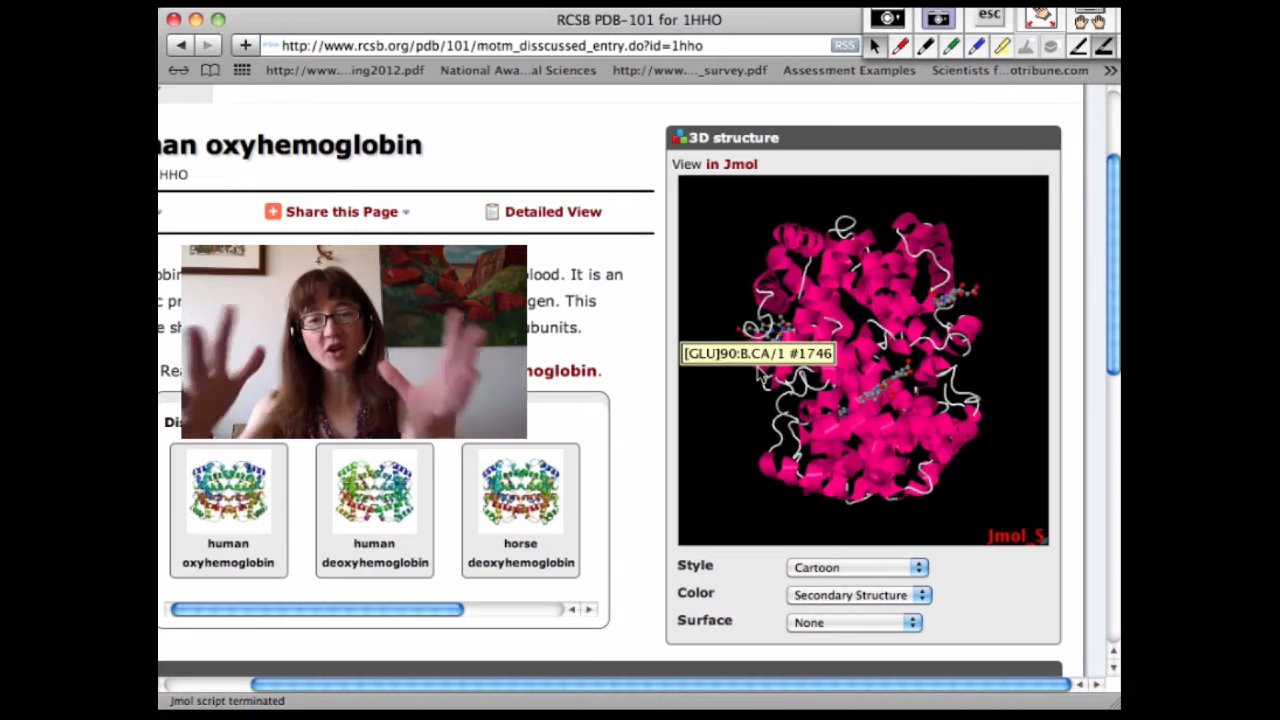 RCSB PDB-101 for 1HHO
esc
http://www.rcsb.org/pdb/101/motm_disscussed_entry.do?id=1hho
RSS
http://www....ing2012.pdf National Awa...al Sciences http://www...._survey.pdf Assessment Examples Scientists f...otribune.com
an oxyhemoglobin
HHO
Share this Page
Detailed View
obin
lood. It is an
c pr
gen. This
e sh
ubunits.
Rea
moglobin.
Dis
human
oxyhemoglobin
human
deoxyhemoglobin
horse
deoxyhemoglobin
3D structure
View in Jmol
[GLU]90:B.CA/1 #1746
Jmol_S
Style Cartoon
Color Secondary Structure
Surface None
Jmol script terminated